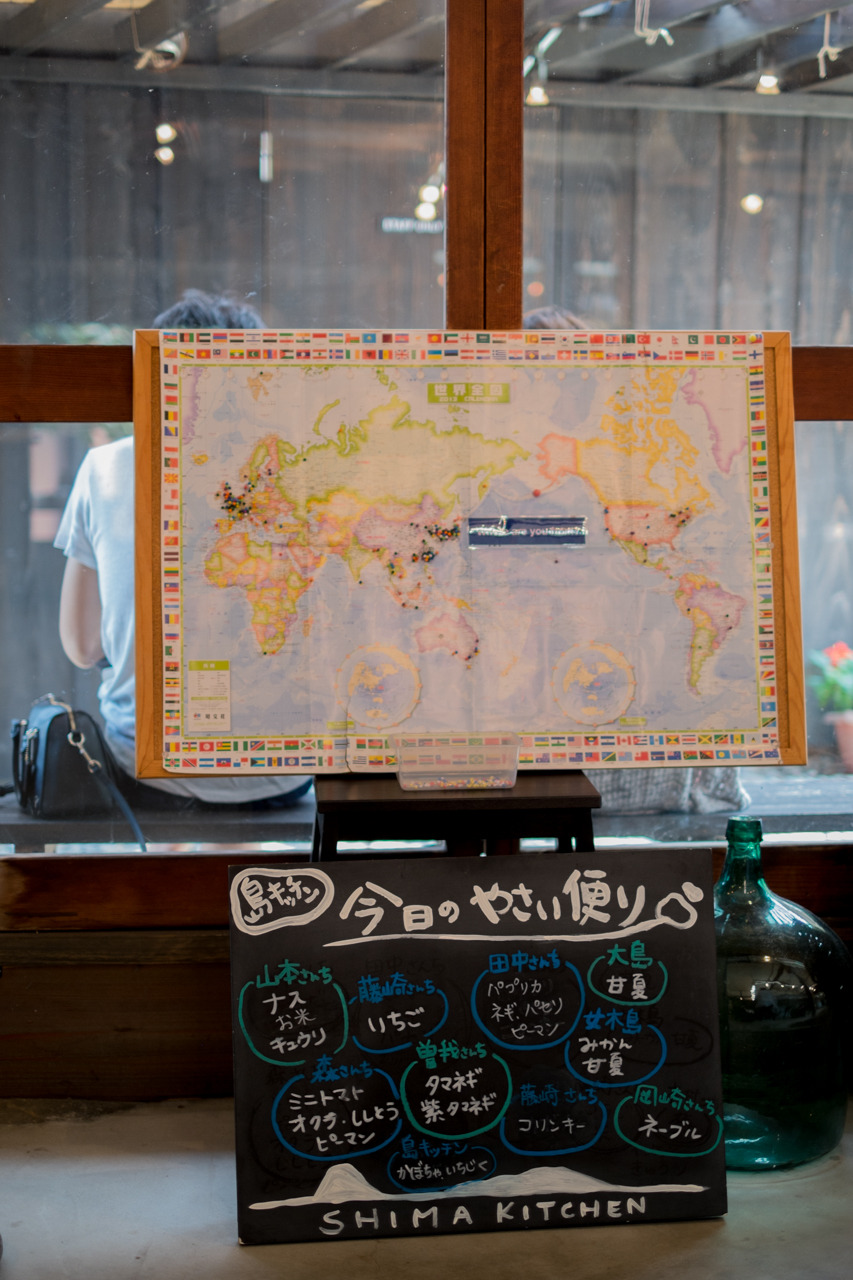 世界全図
島キッチン
今日の やさい便り
山本さんち
ナス
お米
キュウリ
藤崎さんち
いちご
田中さんち
パプリカ
ネギ、パセリ
ピーマン
大島
甘夏
女木島
みかん
甘夏
森さんち
ミニトマト
オクラ・ししとう
ピーマン
曽我さんち
タマネギ
紫タマネギ
藤崎さんち
コリンキー
岡崎さんち
ネーブル
島キッチン
かぼちゃ、いちじく
SHIMA KITCHEN